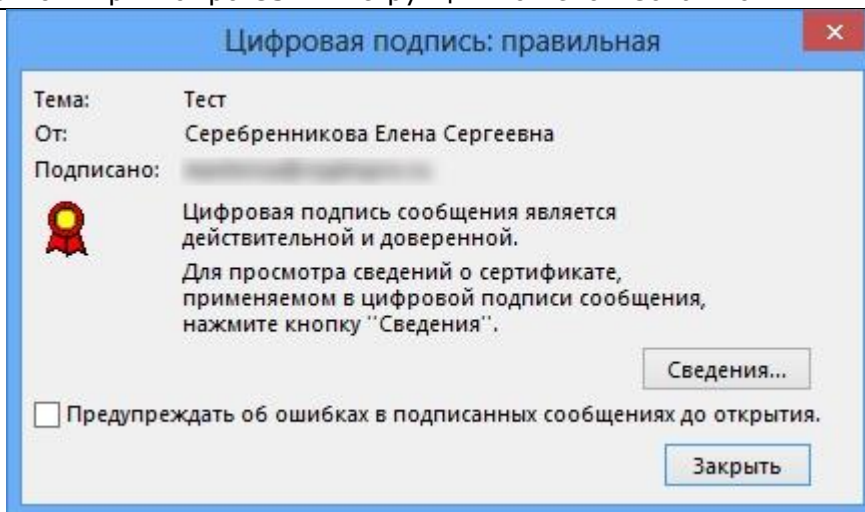 Цифровая подпись: правильная
Тема: Тест
От: Серебренникова Елена Сергеевна
Подписано:
Цифровая подпись сообщения является
действительной и доверенной.
Для просмотра сведений о сертификате,
применяемом в цифровой подписи сообщения,
нажмите кнопку "Сведения".
Сведения...
Предупреждать об ошибках в подписанных сообщениях до открытия.
Закрыть